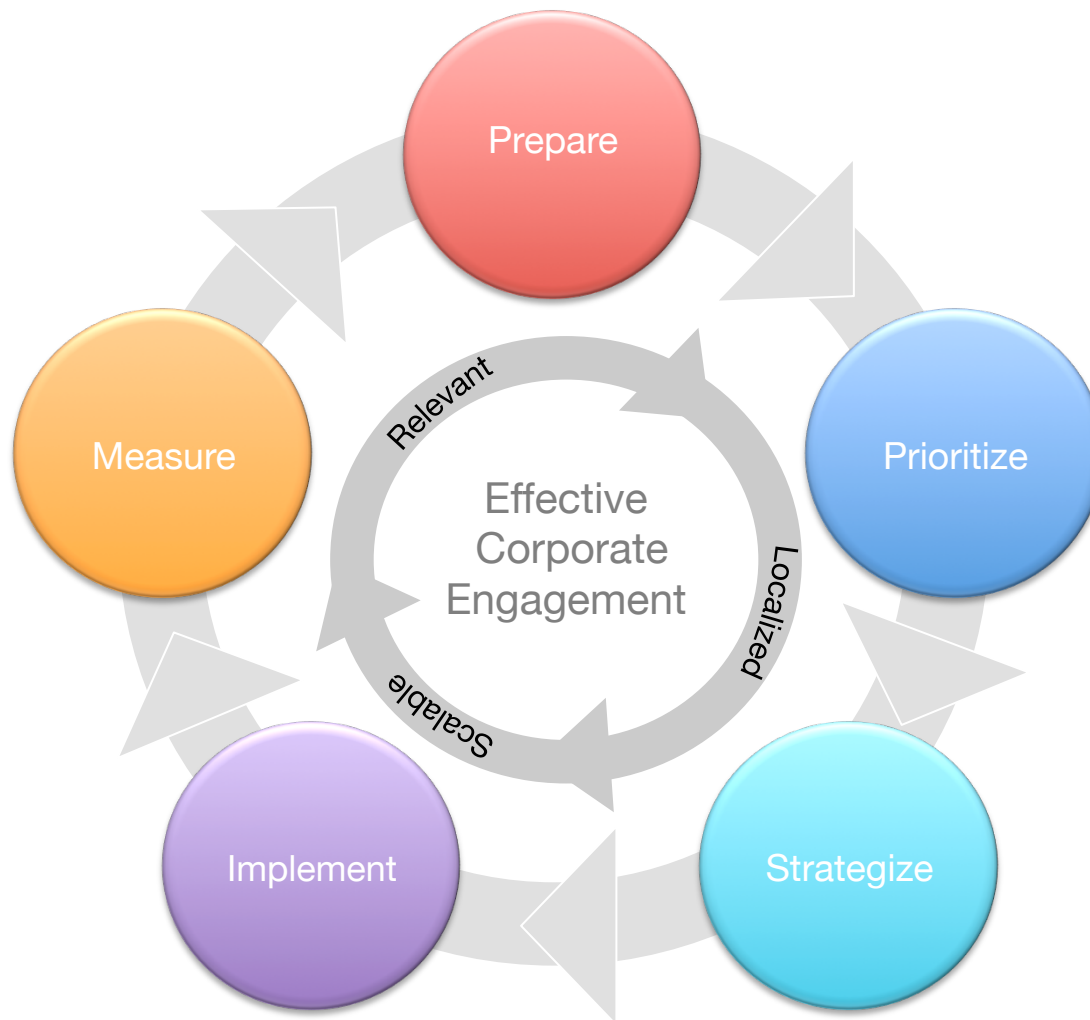 Prepare
Prioritize
Strategize
Implement
Measure
Relevant
Localized
Scalable
Effective
Corporate
Engagement